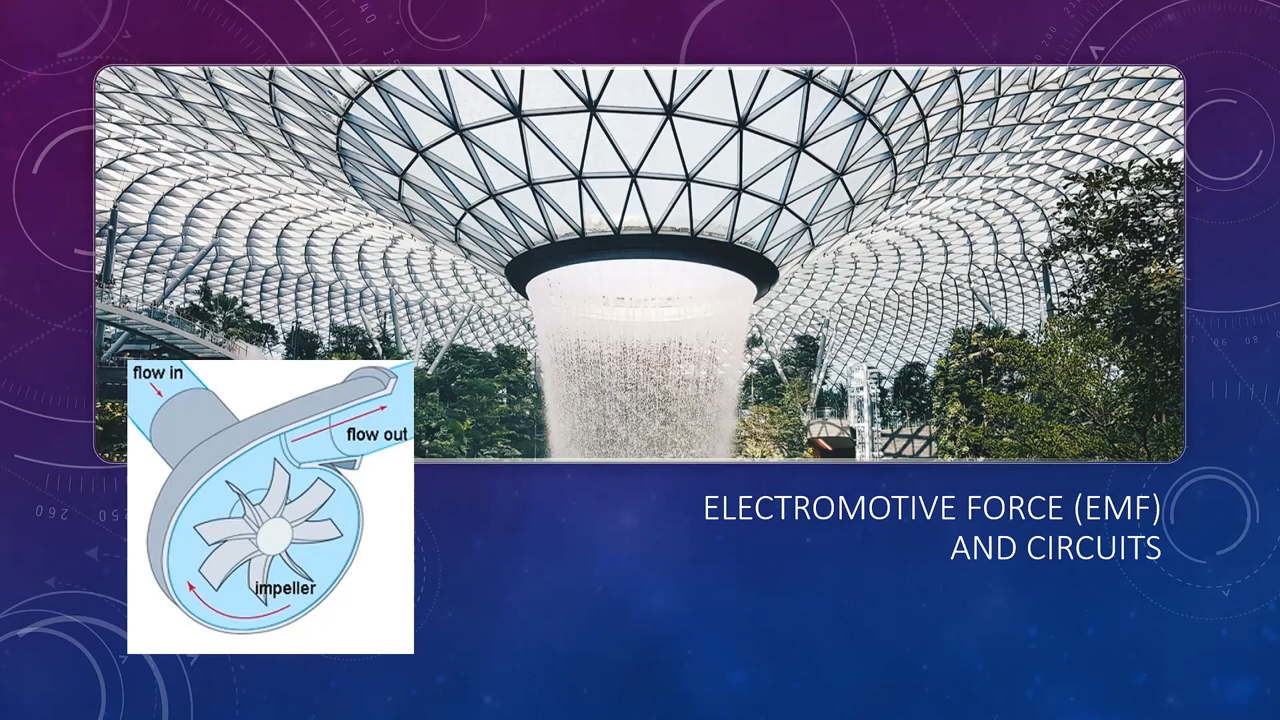 flow in
flow out
impeller
ELECTROMOTIVE FORCE (EMF)
AND CIRCUITS